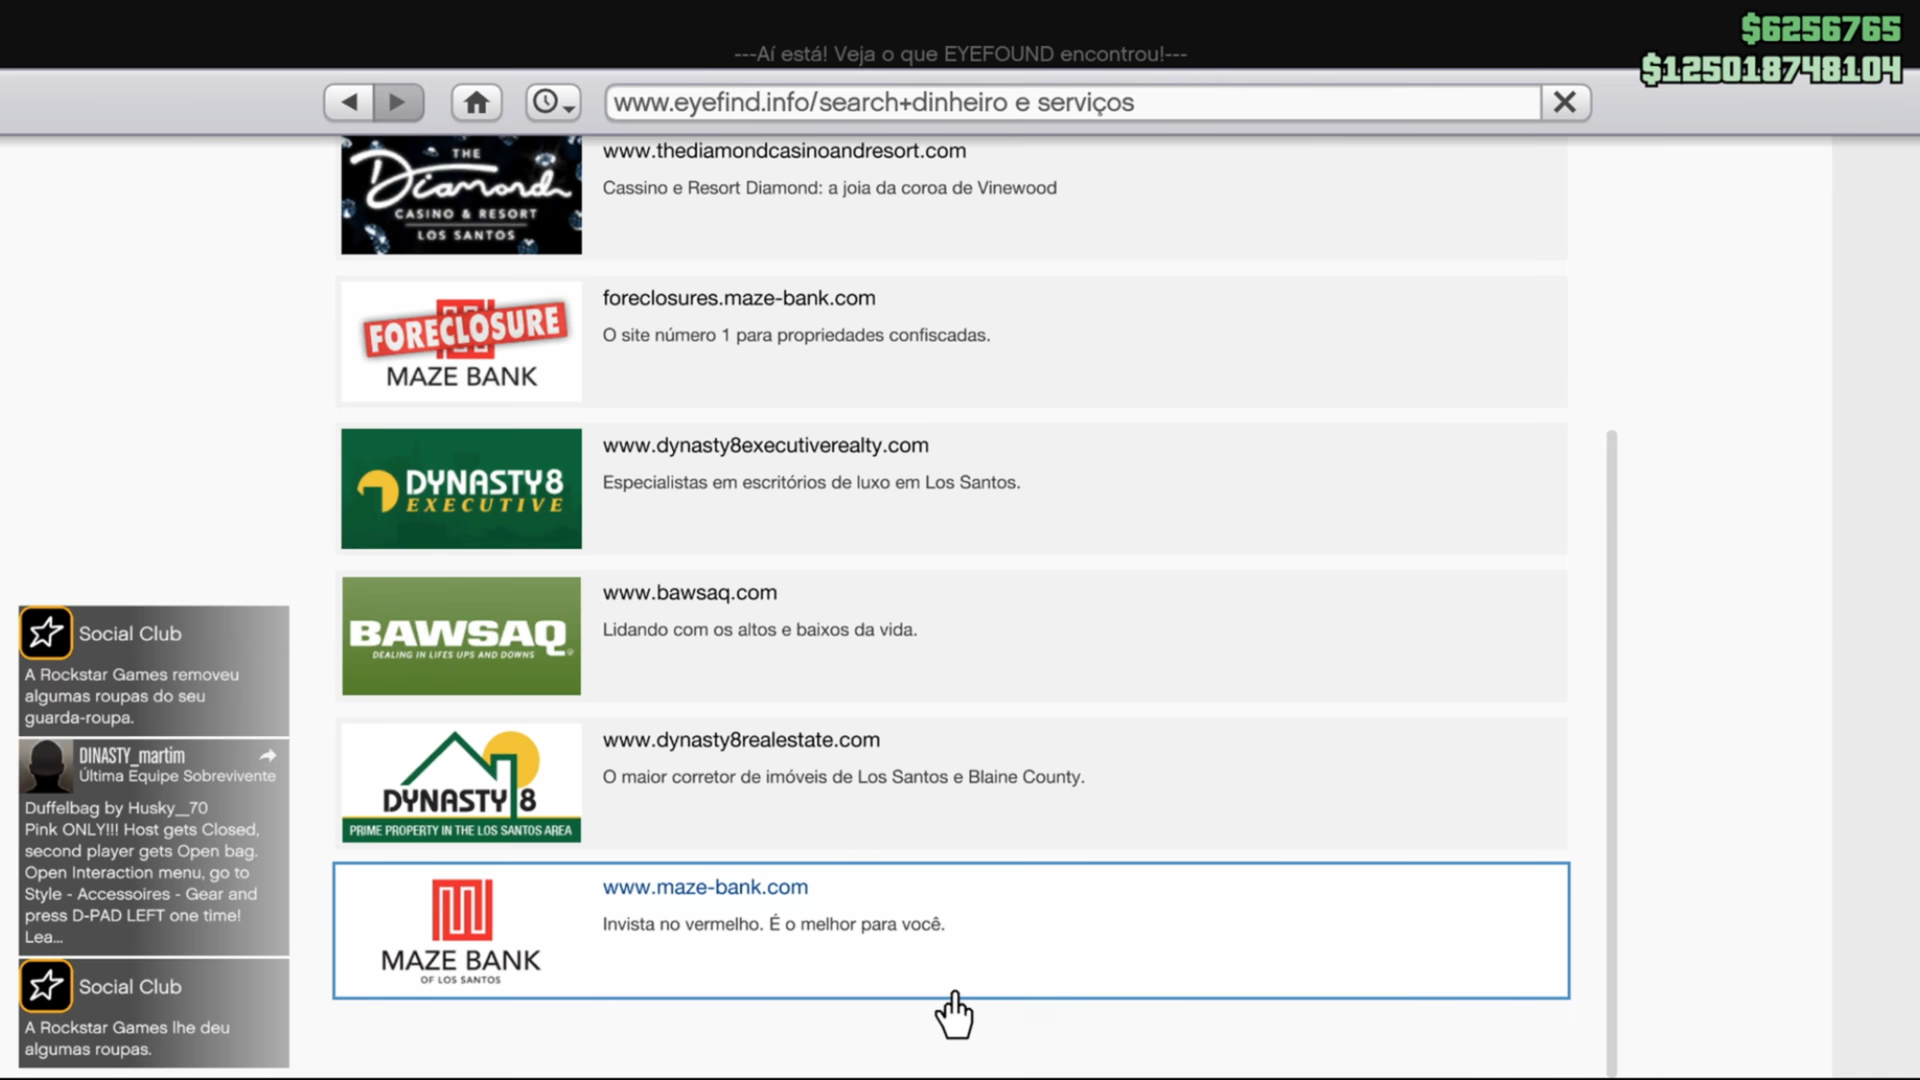 ---Aí está! Veja o que EYEFOUND encontrou!---
$6256765
$125018748104
www.eyefind.info/search+dinheiro e serviços
THE
Diamond
CASINO & RESORT
LOS SANTOS
www.thediamondcasinoandresort.com
Cassino e Resort Diamond: a joia da coroa de Vinewood
FORECLOSURE
MAZE BANK
foreclosures.maze-bank.com
O site número 1 para propriedades confiscadas.
DYNASTY8
EXECUTIVE
www.dynasty8executiverealty.com
Especialistas em escritórios de luxo em Los Santos.
BAWSAQ
DEALING IN LIFES UPS AND DOWNS
www.bawsaq.com
Lidando com os altos e baixos da vida.
DYNASTY 8
PRIME PROPERTY IN THE LOS SANTOS AREA
www.dynasty8realestate.com
O maior corretor de imóveis de Los Santos e Blaine County.
MAZE BANK
OF LOS SANTOS
www.maze-bank.com
Invista no vermelho. É o melhor para você.
Social Club
A Rockstar Games removeu
algumas roupas do seu
guarda-roupa.
DINASTY_martim
Última Equipe Sobrevivente
Duffelbag by Husky__70
Pink ONLY!!! Host gets Closed,
second player gets Open bag.
Open Interaction menu, go to
Style - Accessoires - Gear and
press D-PAD LEFT one time!
Lea...
Social Club
A Rockstar Games lhe deu
algumas roupas.